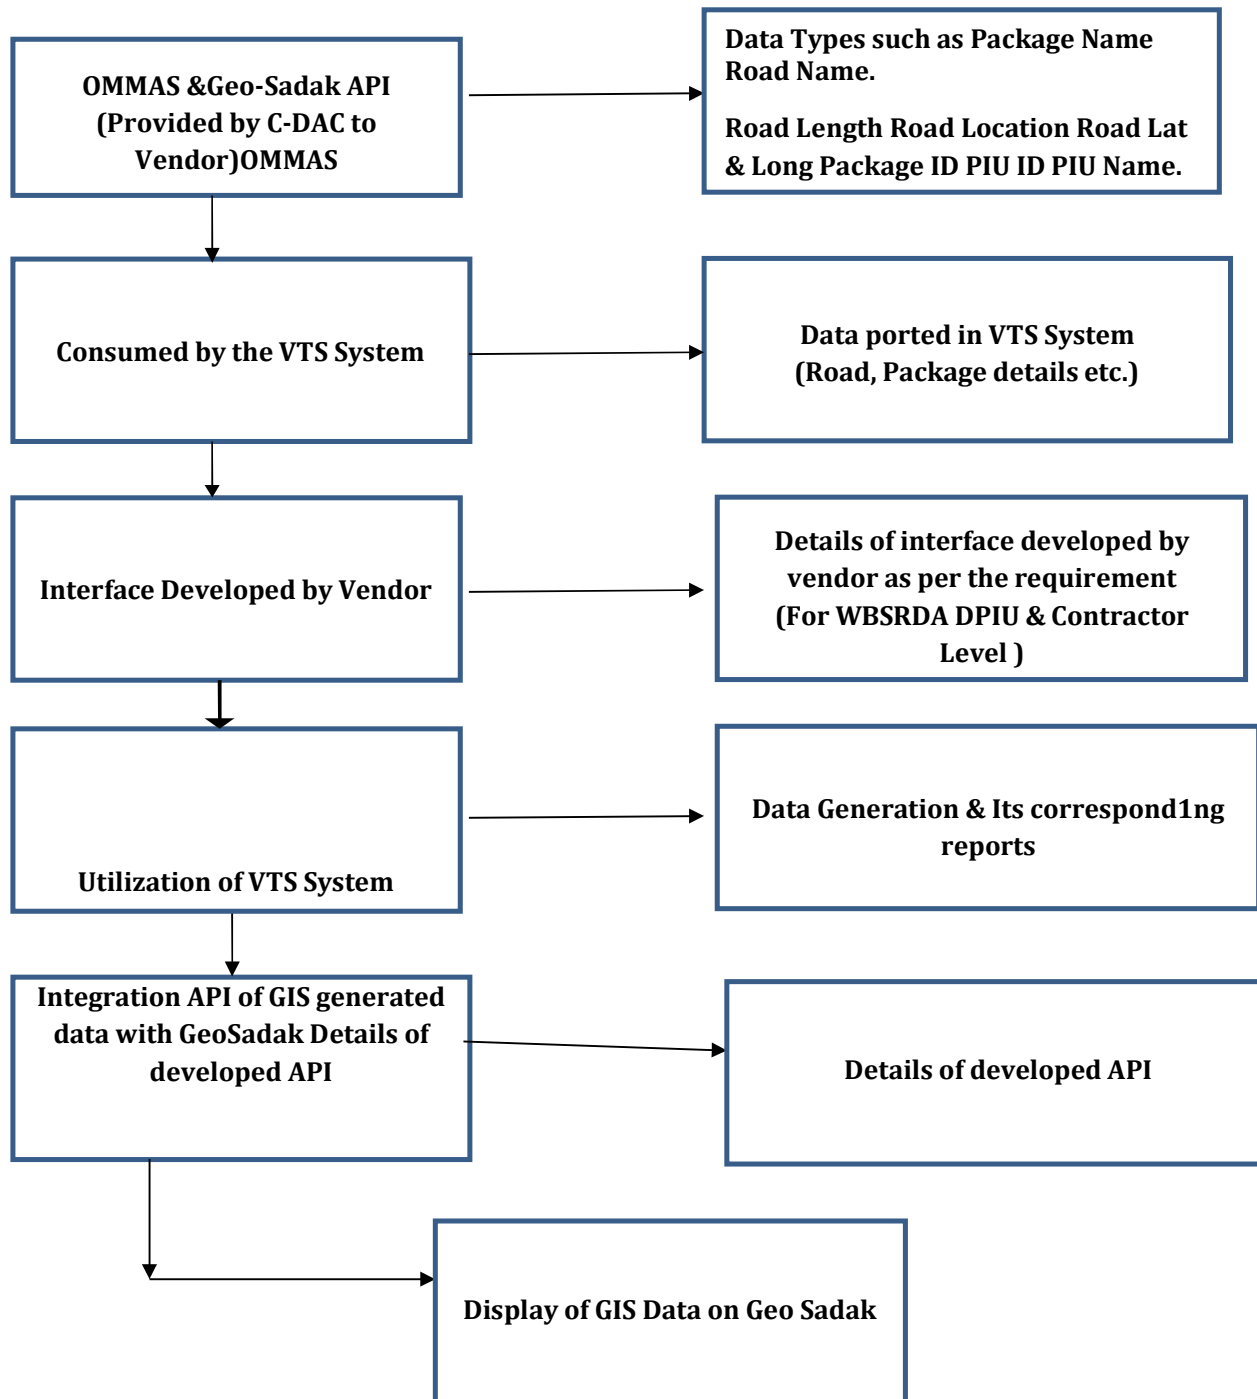 OMMAS &Geo-Sadak API
(Provided by C-DAC to
Vendor)OMMAS
Data Types such as Package Name
Road Name.
Road Length Road Location Road Lat
& Long Package ID PIU ID PIU Name.
Consumed by the VTS System
Data ported in VTS System
(Road, Package details etc.)
Interface Developed by Vendor
Details of interface developed by
vendor as per the requirement
(For WBSRDA DPIU & Contractor
Level )
Utilization of VTS System
Data Generation & Its correspond1ng
reports
Integration API of GIS generated
data with GeoSadak Details of
developed API
Details of developed API
Display of GIS Data on Geo Sadak